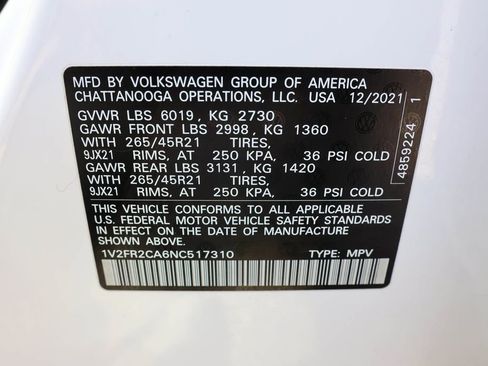 MFD BY VOLKSWAGEN GROUP OF AMERICA
CHATTANOOGA OPERATIONS, LLC. USA 12/2021
GVWR LBS 6019, KG 2730
GAWR FRONT LBS 2998, KG 1360
WITH 265/45R21 TIRES,
9JX21 RIMS, AT 250 KPA, 36 PSI COLD
GAWR REAR LBS 3131, KG 1420
WITH 265/45R21 TIRES,
9JX21 RIMS, AT 250 KPA, 36 PSI COLD
THIS VEHICLE CONFORMS TO ALL APPLICABLE
U.S. FEDERAL MOTOR VEHICLE SAFETY STANDARDS
IN EFFECT ON THE DATE OF MANUFACTURE
SHOWN ABOVE
1V2FR2CA6NC517310 TYPE: MPV
4859224 1